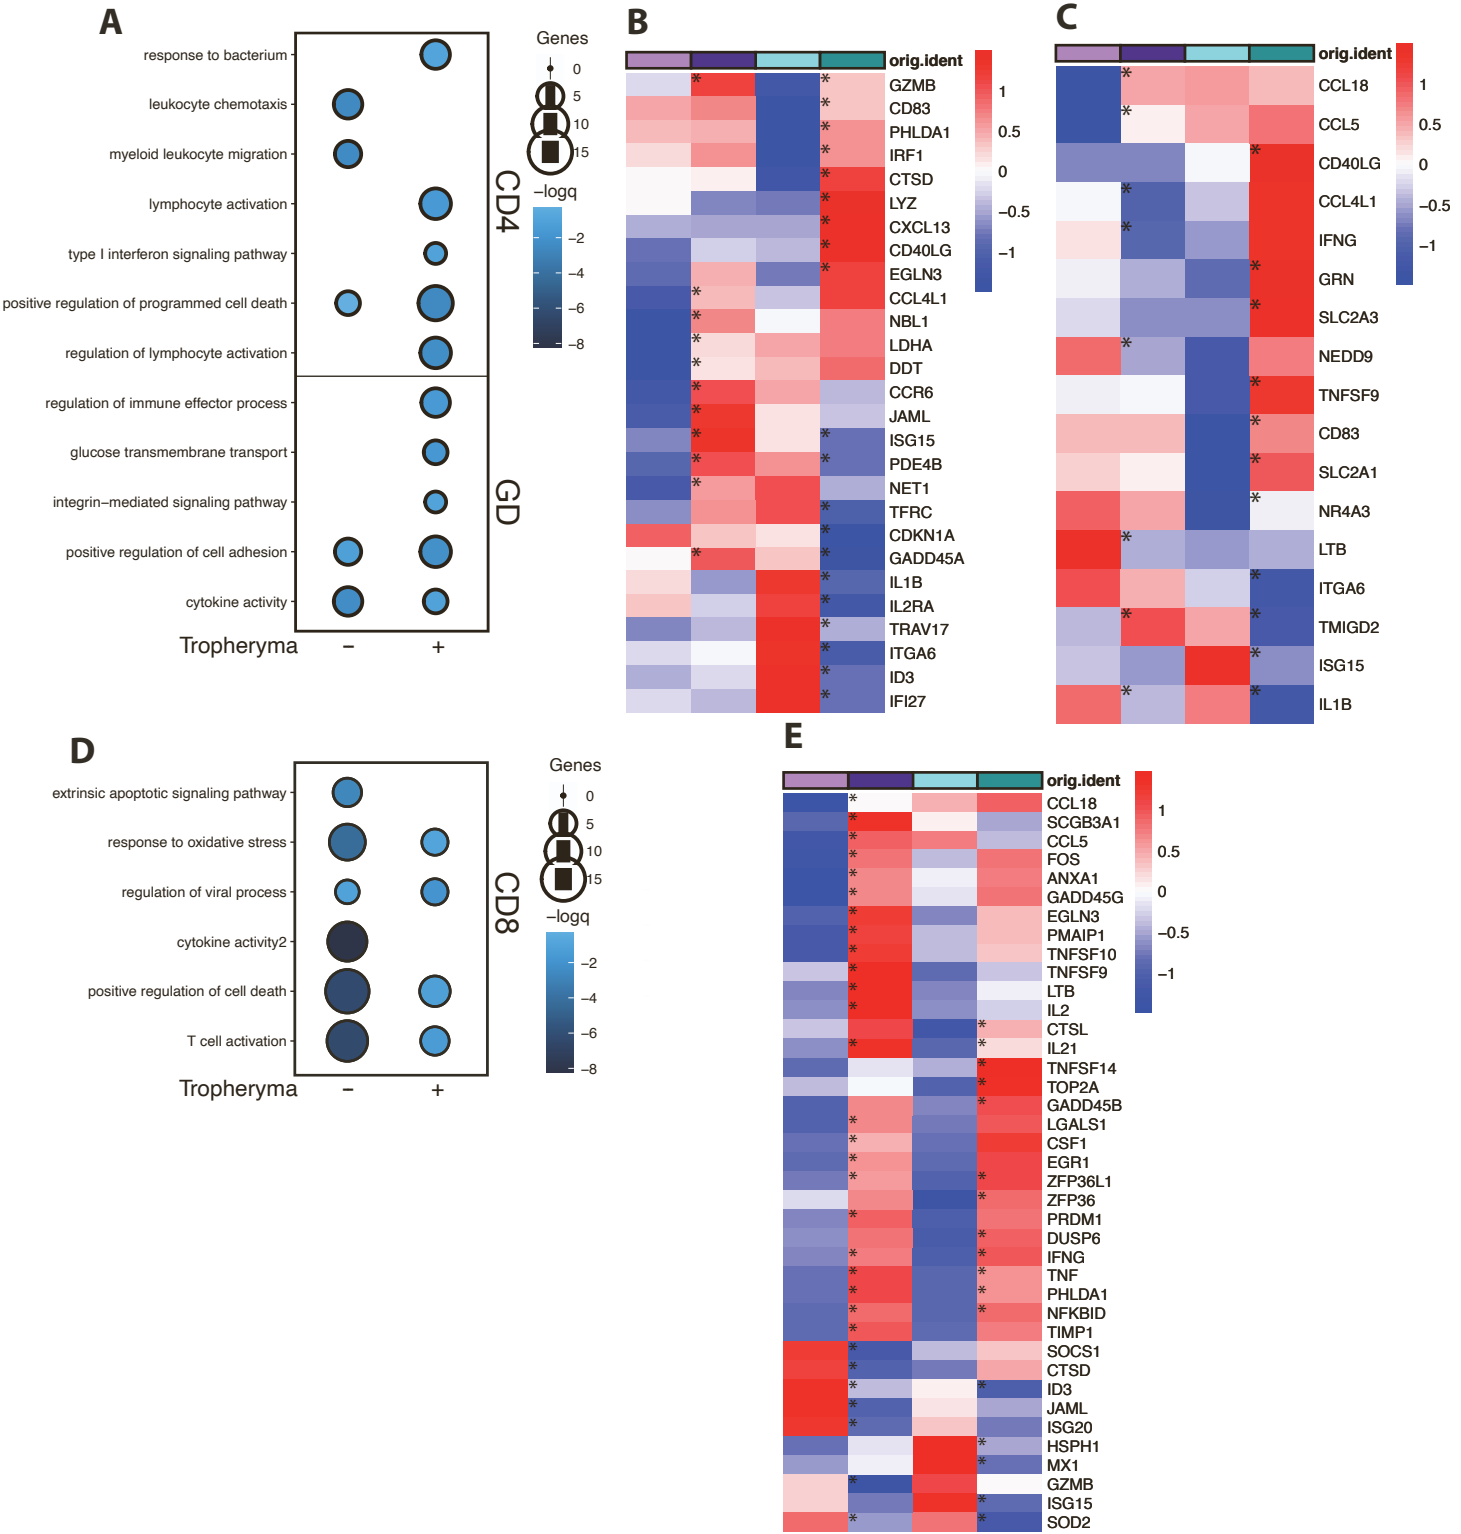 A
response to bacterium
leukocyte chemotaxis
myeloid leukocyte migration
lymphocyte activation
type I interferon signaling pathway
positive regulation of programmed cell death
regulation of lymphocyte activation
regulation of immune effector process
glucose transmembrane transport
integrin−mediated signaling pathway
positive regulation of cell adhesion
cytokine activity
Tropheryma − +
CD4
GD
Genes
0
5
10
15
−logq
−2
−4
−6
−8
B
orig.ident
GZMB
CD83
PHLDA1
IRF1
CTSD
LYZ
CXCL13
CD40LG
EGLN3
CCL4L1
NBL1
LDHA
DDT
CCR6
JAML
ISG15
PDE4B
NET1
TFRC
CDKN1A
GADD45A
IL1B
IL2RA
TRAV17
ITGA6
ID3
IFI27
1
0.5
0
−0.5
−1
C
orig.ident
CCL18
CCL5
CD40LG
CCL4L1
IFNG
GRN
SLC2A3
NEDD9
TNFSF9
CD83
SLC2A1
NR4A3
LTB
ITGA6
TMIGD2
ISG15
IL1B
1
0.5
0
−0.5
−1
D
extrinsic apoptotic signaling pathway
response to oxidative stress
regulation of viral process
cytokine activity2
positive regulation of cell death
T cell activation
Tropheryma − +
CD8
Genes
0
5
10
15
−logq
−2
−4
−6
−8
E
orig.ident
CCL18
SCGB3A1
CCL5
FOS
ANXA1
GADD45G
EGLN3
PMAIP1
TNFSF10
TNFSF9
LTB
IL2
CTSL
IL21
TNFSF14
TOP2A
GADD45B
LGALS1
CSF1
EGR1
ZFP36L1
ZFP36
PRDM1
DUSP6
IFNG
TNF
PHLDA1
NFKBID
TIMP1
SOCS1
CTSD
ID3
JAML
ISG20
HSPH1
MX1
GZMB
ISG15
SOD2
1
0.5
0
−0.5
−1